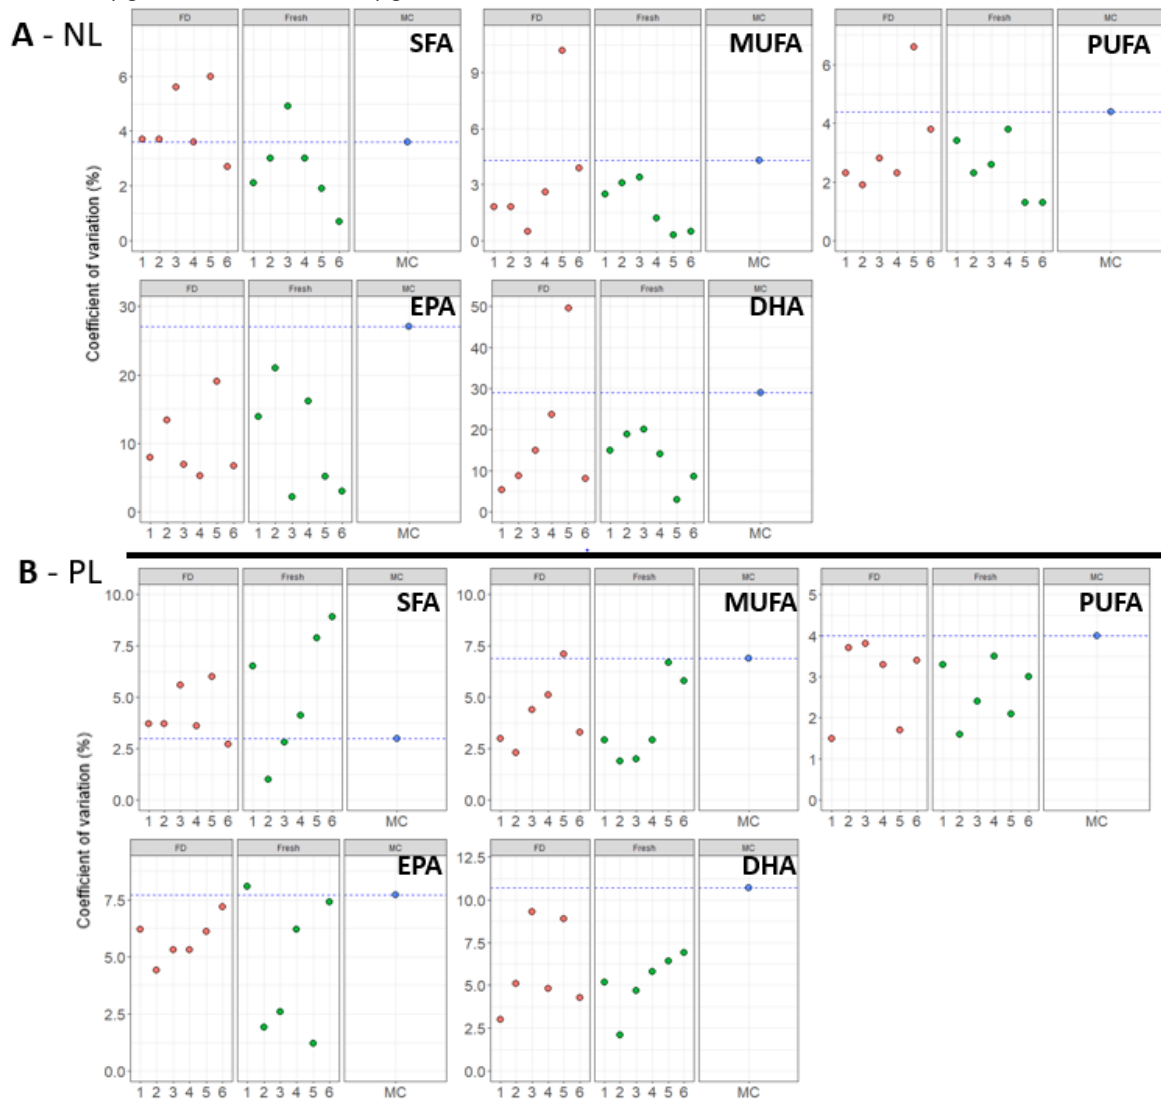 A - NL
FD Fresh MC
SFA
FD Fresh MC
MUFA
FD Fresh MC
PUFA
Coefficient of variation (%)
6
4
2
0
9
6
3
0
6
4
2
0
1 2 3 4 5 6 1 2 3 4 5 6 MC
1 2 3 4 5 6 1 2 3 4 5 6 MC
1 2 3 4 5 6 1 2 3 4 5 6 MC
FD Fresh MC
EPA
FD Fresh MC
DHA
30
20
10
0
50
40
30
20
10
0
1 2 3 4 5 6 1 2 3 4 5 6 MC
1 2 3 4 5 6 1 2 3 4 5 6 MC
B - PL
FD Fresh MC
SFA
FD Fresh MC
MUFA
FD Fresh MC
PUFA
Coefficient of variation (%)
10.0
7.5
5.0
2.5
0.0
10.0
7.5
5.0
2.5
0.0
5
4
3
2
1
0
1 2 3 4 5 6 1 2 3 4 5 6 MC
1 2 3 4 5 6 1 2 3 4 5 6 MC
1 2 3 4 5 6 1 2 3 4 5 6 MC
FD Fresh MC
EPA
FD Fresh MC
DHA
7.5
5.0
2.5
0.0
12.5
10.0
7.5
5.0
2.5
0.0
1 2 3 4 5 6 1 2 3 4 5 6 MC
1 2 3 4 5 6 1 2 3 4 5 6 MC